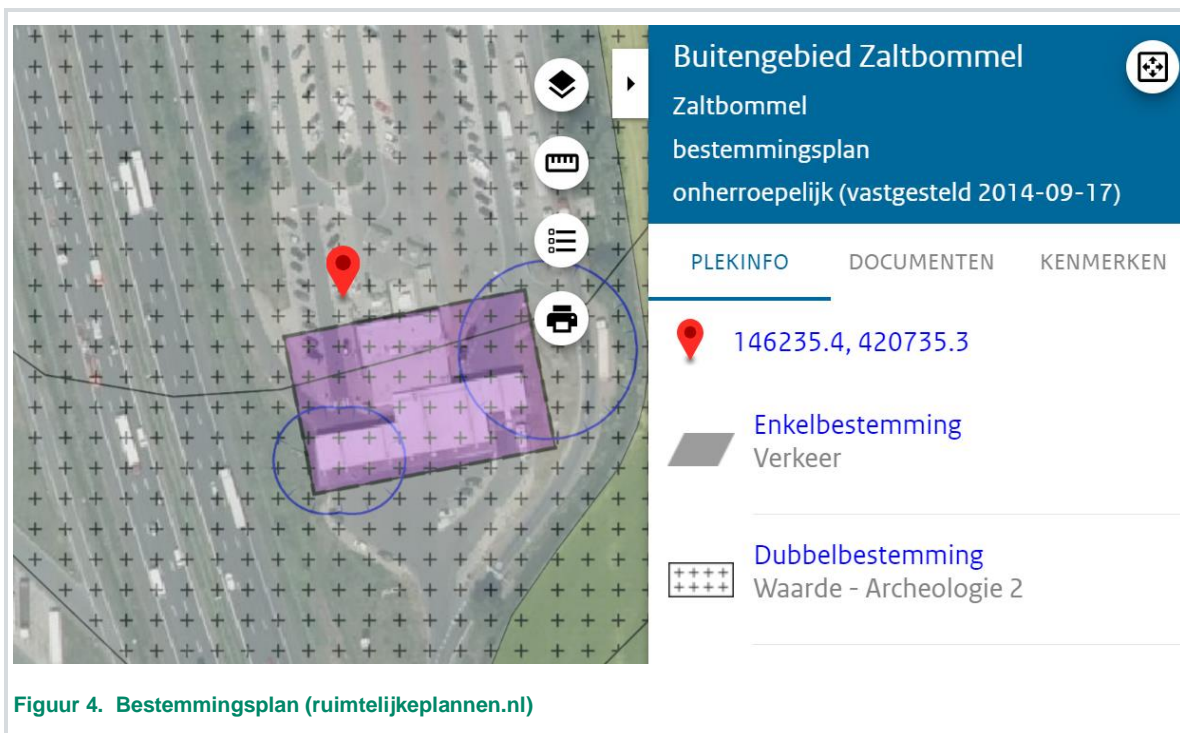 Buitengebied Zaltbommel
Zaltbommel
bestemmingsplan
onherroepelijk (vastgesteld 2014-09-17)
PLEKINFO DOCUMENTEN KENMERKEN
146235.4, 420735.3
Enkelbestemming
Verkeer
Dubbelbestemming
Waarde - Archeologie 2
Figuur 4. Bestemmingsplan (ruimtelijkeplannen.nl)